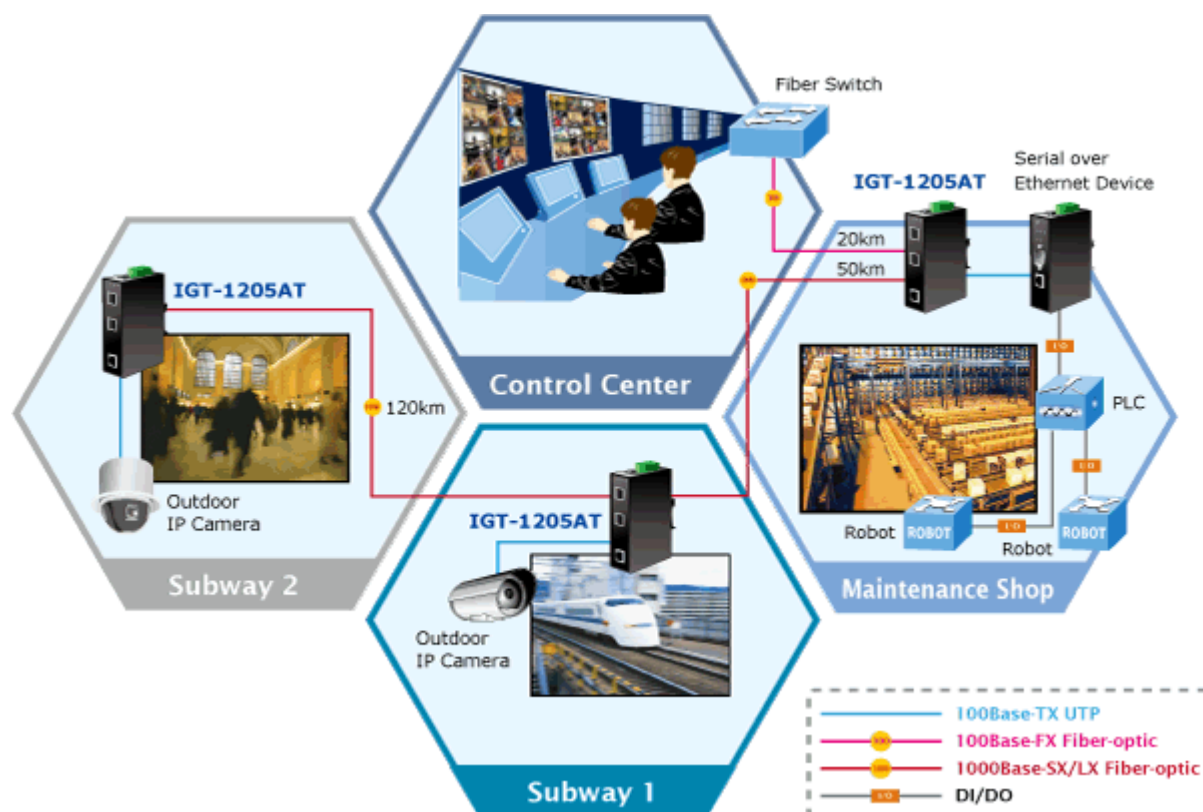 Fiber Switch
Serial over
Ethernet Device
IGT-1205AT
20km
50km
IGT-1205AT
Control Center
120km
I/O
PLC
I/O
Outdoor
IP Camera
IGT-1205AT
Robot
ROBOT
I/O
Robot
ROBOT
Subway 2
Maintenance Shop
Outdoor
IP Camera
Subway 1
100Base-TX UTP
100 100Base-FX Fiber-optic
1000 1000Base-SX/LX Fiber-optic
I/O DI/DO